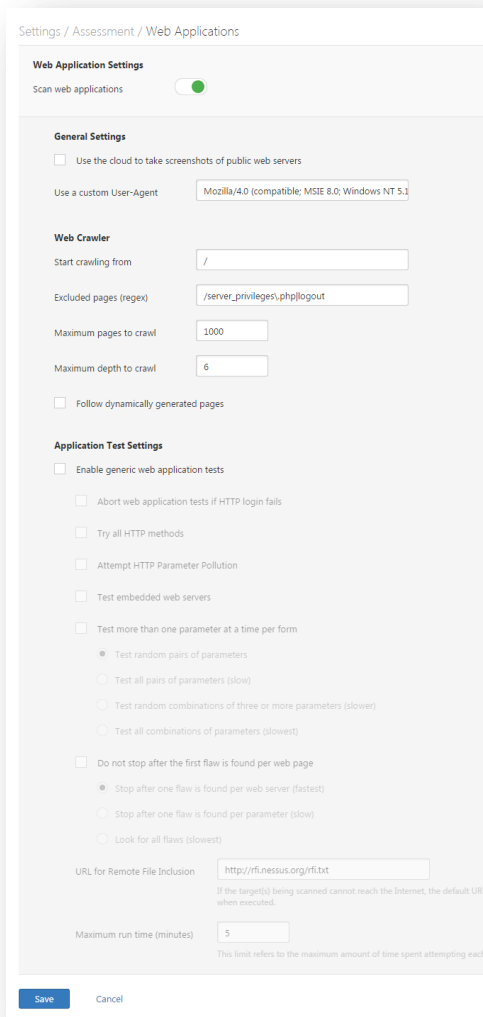 Settings / Assessment / Web Applications
Web Application Settings
Scan web applications
General Settings
Use the cloud to take screenshots of public web servers
Use a custom User-Agent Mozilla/4.0 (compatible; MSIE 8.0; Windows NT 5.1
Web Crawler
Start crawling from /
Excluded pages (regex) /server_privileges\.php|logout
Maximum pages to crawl 1000
Maximum depth to crawl 6
Follow dynamically generated pages
Application Test Settings
Enable generic web application tests
Abort web application tests if HTTP login fails
Try all HTTP methods
Attempt HTTP Parameter Pollution
Test embedded web servers
Test more than one parameter at a time per form
Test random pairs of parameters
Test all pairs of parameters (slow)
Test random combinations of three or more parameters (slower)
Test all combinations of parameters (slowest)
Do not stop after the first flaw is found per web page
Stop after one flaw is found per web server (fastest)
Stop after one flaw is found per parameter (slow)
Look for all flaws (slowest)
URL for Remote File Inclusion http://rfi.nessus.org/rfi.txt
If the target(s) being scanned cannot reach the Internet, the default UR
when executed.
Maximum run time (minutes) 5
This limit refers to the maximum amount of time spent attempting each
Save Cancel